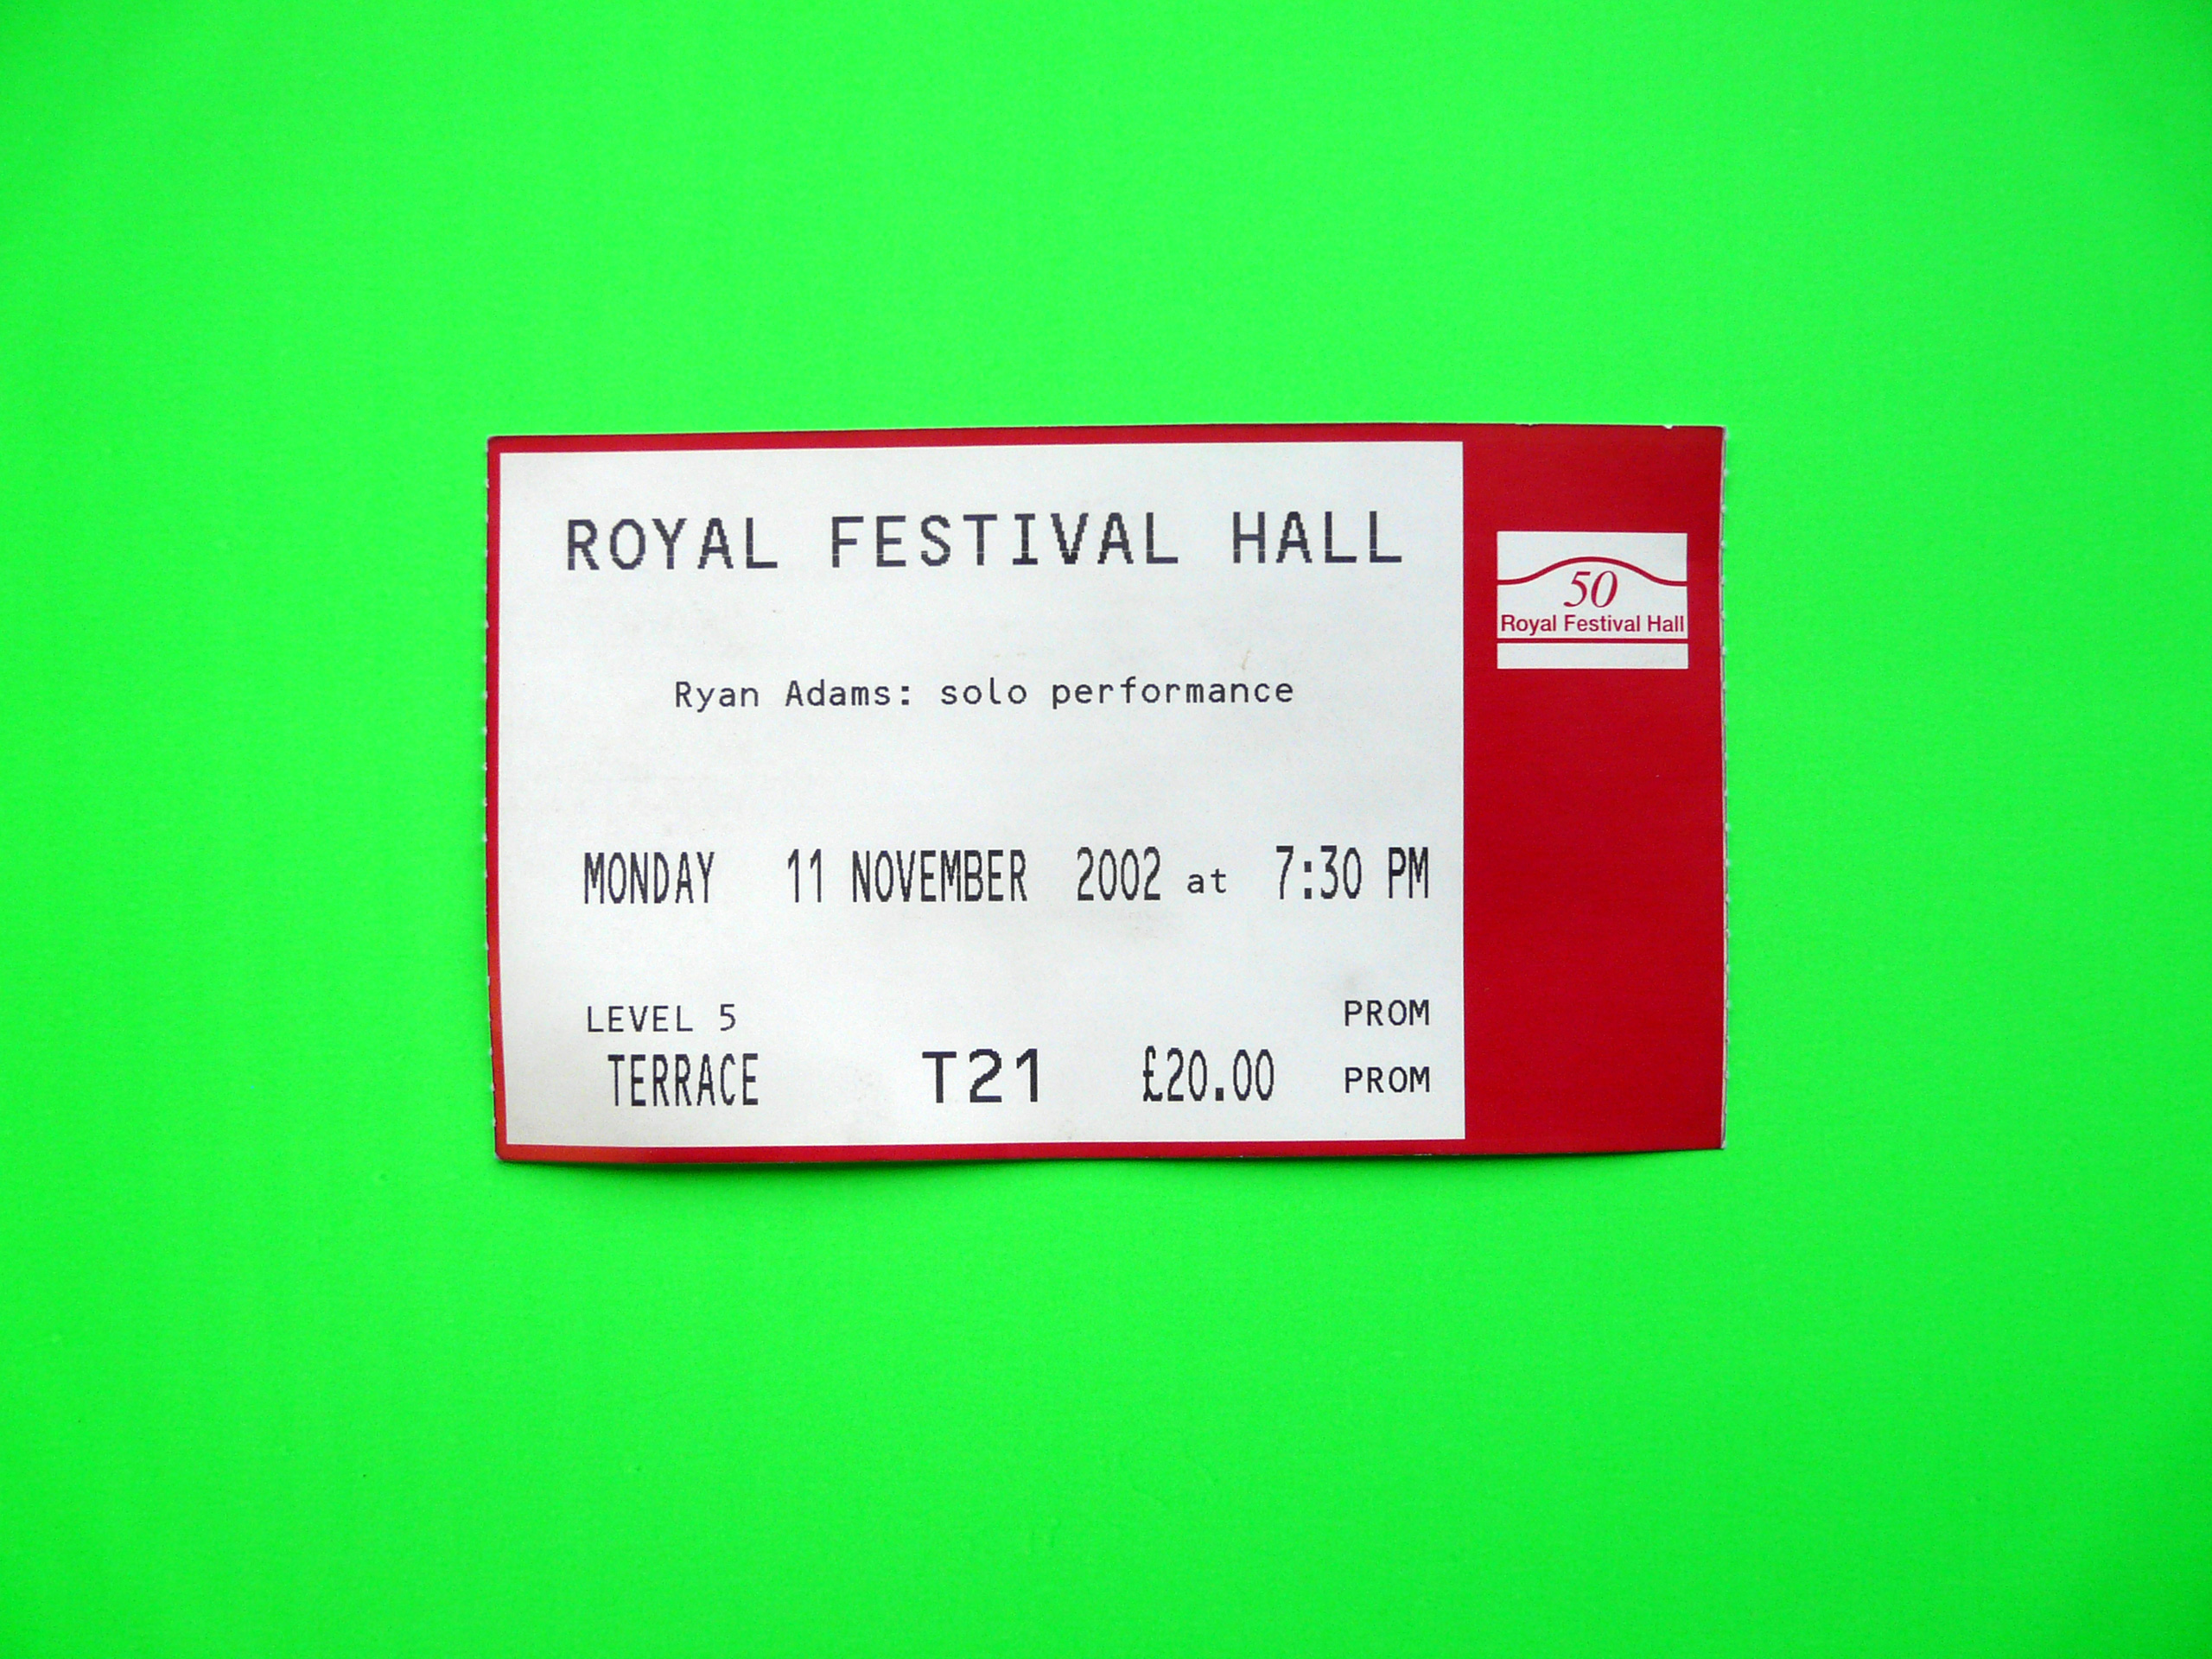 ROYAL FESTIVAL HALL
50
Royal Festival Hall
Ryan Adams: solo performance
MONDAY 11 NOVEMBER 2002 at 7:30 PM
LEVEL 5 PROM
TERRACE T21 £20.00 PROM